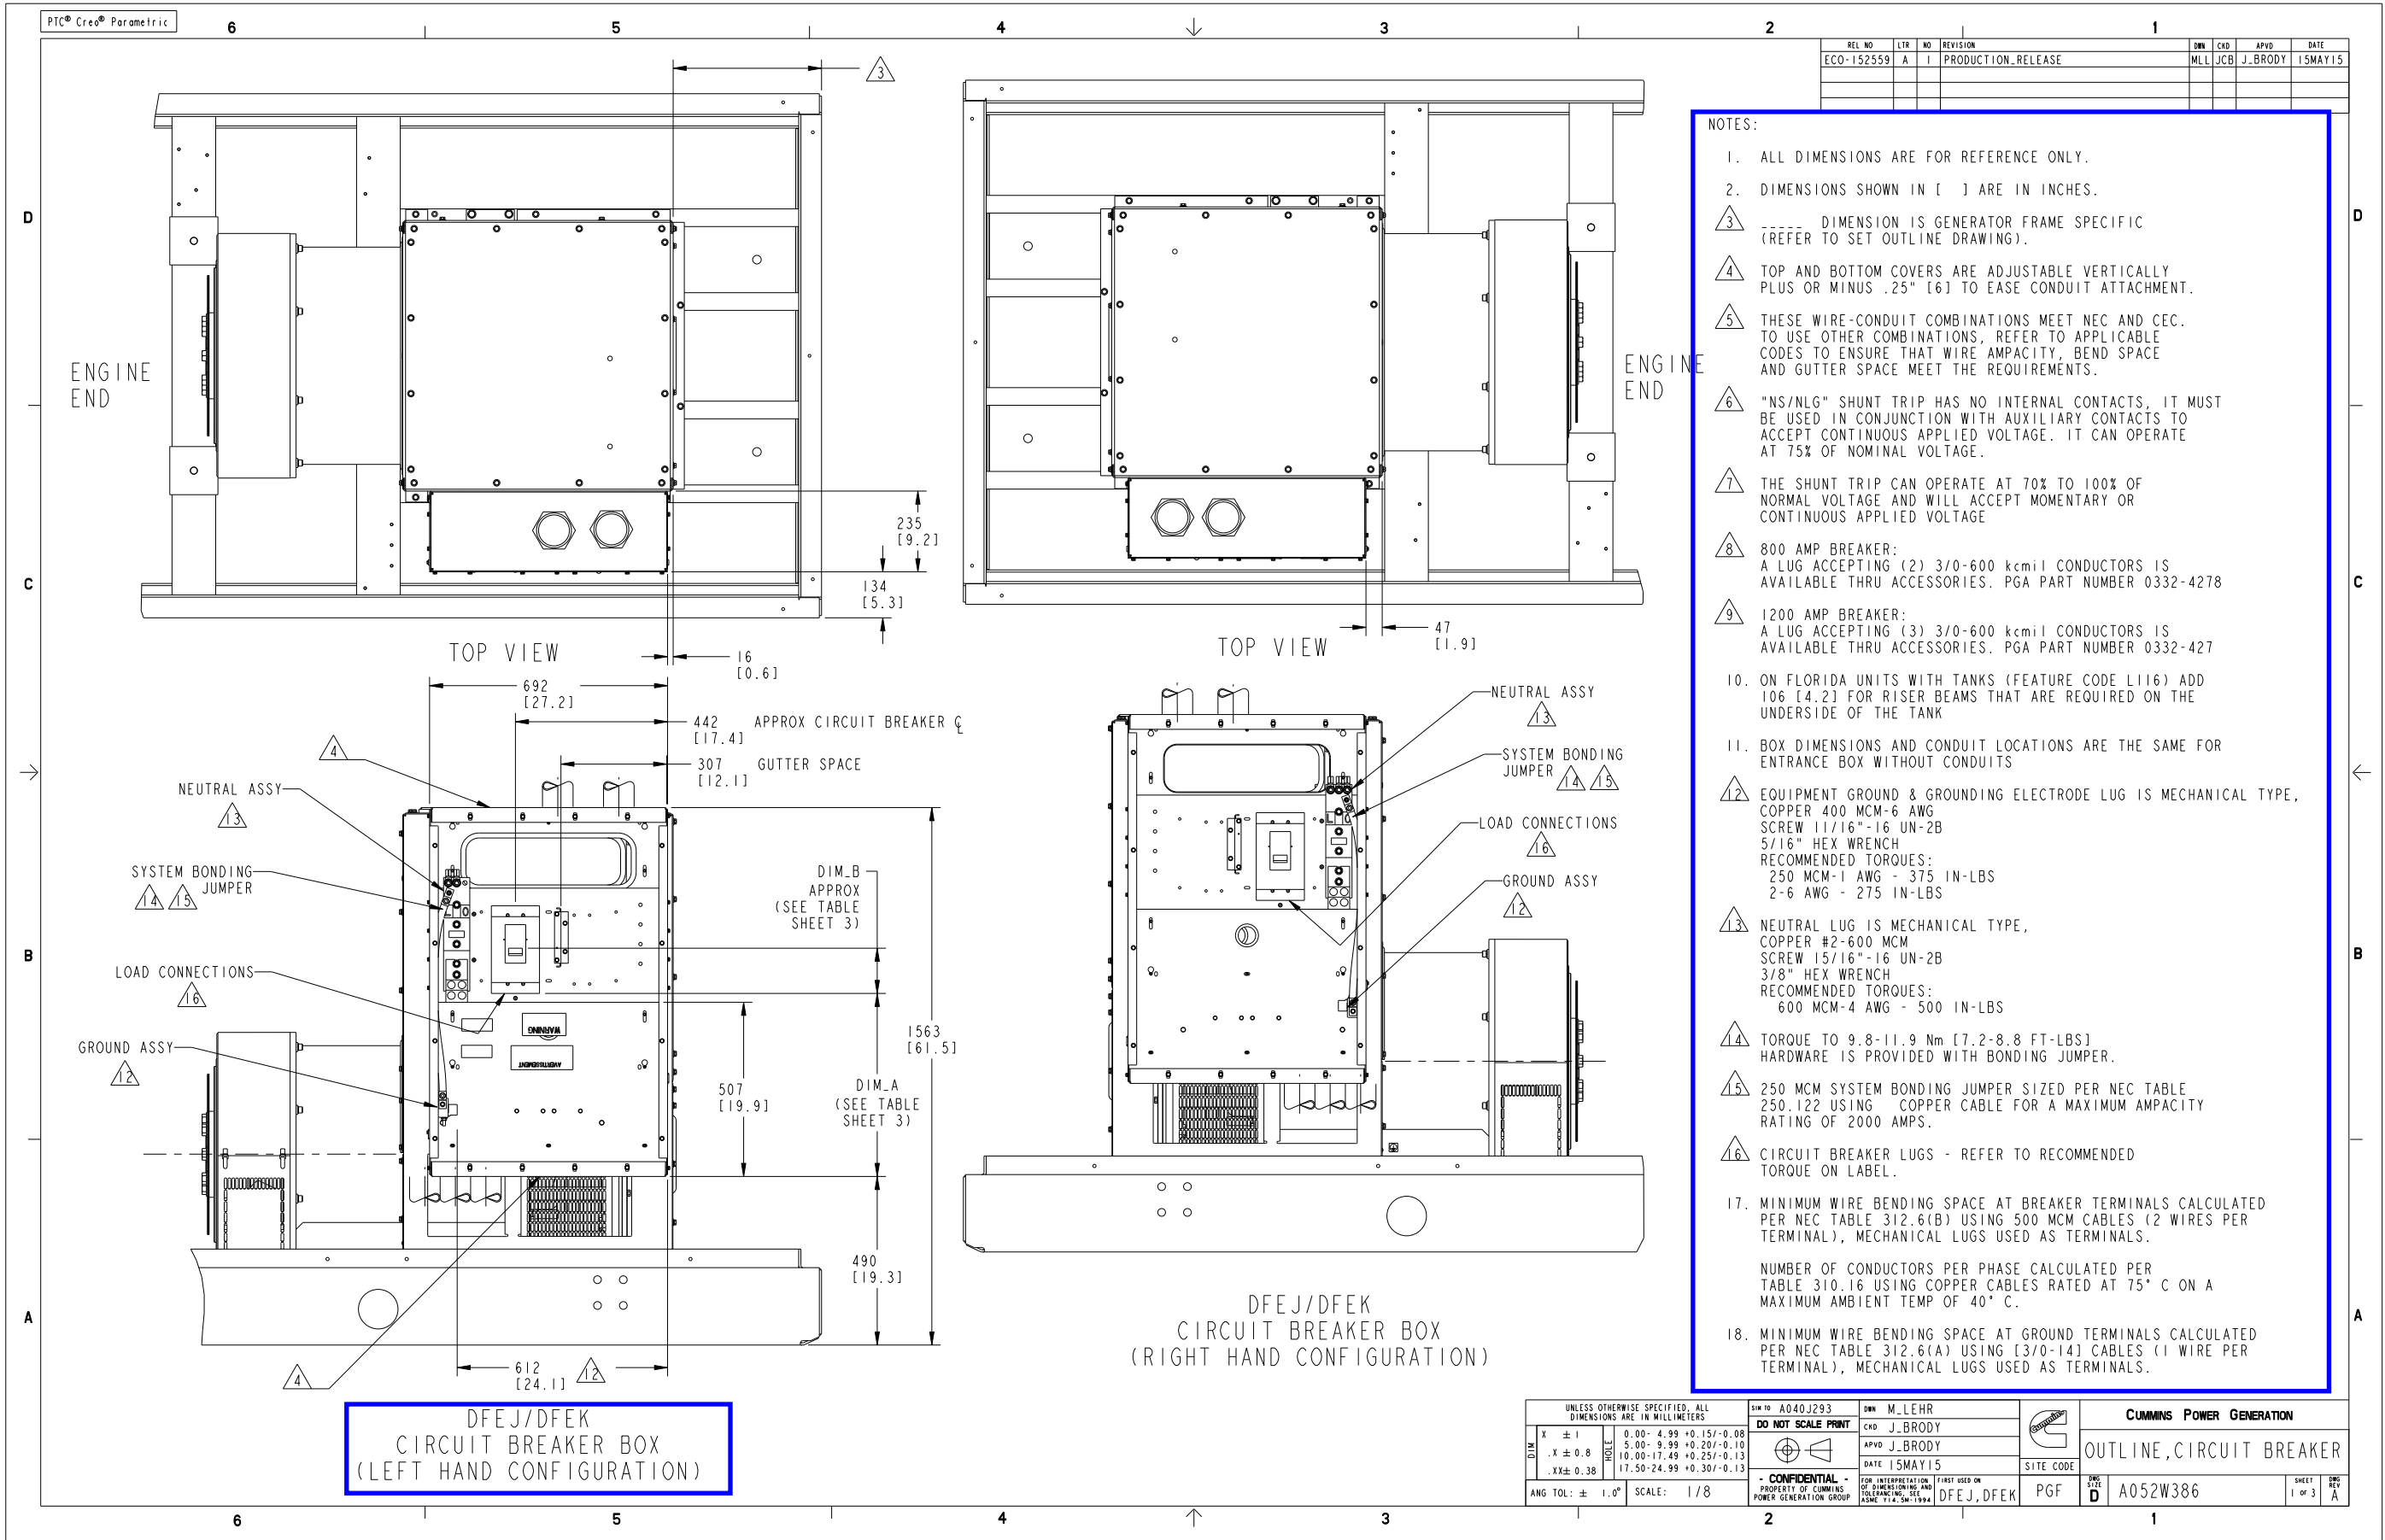 PTC® Creo® Parametric
6
5
4
3
2
1
REL NO LTR NO REVISION DWN CKD APVD DATE
ECO-152559 A 1 PRODUCTION_RELEASE MLL JCB J_BRODY 15MAY15
3
D
D
ENGINE
END
235
[9.2]
134
[5.3]
C
C
TOP VIEW
16
[0.6]
ENGINE
END
TOP VIEW
47
[1.9]
692
[27.2]
442 APPROX CIRCUIT BREAKER ℄
[17.4]
307 GUTTER SPACE
[12.1]
4
NEUTRAL ASSY
13
SYSTEM BONDING
JUMPER
14 15
LOAD CONNECTIONS
16
GROUND ASSY
12
DIM_B
APPROX
(SEE TABLE
SHEET 3)
1563
[61.5]
507
[19.9]
DIM_A
(SEE TABLE
SHEET 3)
490
[19.3]
WARNING
AVERTISSEMENT
612
[24.1]
12
4
DFEJ/DFEK
CIRCUIT BREAKER BOX
(LEFT HAND CONFIGURATION)
NEUTRAL ASSY
13
SYSTEM BONDING
JUMPER 14 15
LOAD CONNECTIONS
16
GROUND ASSY
12
B
B
A
A
DFEJ/DFEK
CIRCUIT BREAKER BOX
(RIGHT HAND CONFIGURATION)
NOTES:
1. ALL DIMENSIONS ARE FOR REFERENCE ONLY.
2. DIMENSIONS SHOWN IN [ ] ARE IN INCHES.
3 _____ DIMENSION IS GENERATOR FRAME SPECIFIC
(REFER TO SET OUTLINE DRAWING).
4 TOP AND BOTTOM COVERS ARE ADJUSTABLE VERTICALLY
PLUS OR MINUS .25" [6] TO EASE CONDUIT ATTACHMENT.
5 THESE WIRE-CONDUIT COMBINATIONS MEET NEC AND CEC.
TO USE OTHER COMBINATIONS, REFER TO APPLICABLE
CODES TO ENSURE THAT WIRE AMPACITY, BEND SPACE
AND GUTTER SPACE MEET THE REQUIREMENTS.
6 "NS/NLG" SHUNT TRIP HAS NO INTERNAL CONTACTS, IT MUST
BE USED IN CONJUNCTION WITH AUXILIARY CONTACTS TO
ACCEPT CONTINUOUS APPLIED VOLTAGE. IT CAN OPERATE
AT 75% OF NOMINAL VOLTAGE.
7 THE SHUNT TRIP CAN OPERATE AT 70% TO 100% OF
NORMAL VOLTAGE AND WILL ACCEPT MOMENTARY OR
CONTINUOUS APPLIED VOLTAGE
8 800 AMP BREAKER:
A LUG ACCEPTING (2) 3/0-600 kcmil CONDUCTORS IS
AVAILABLE THRU ACCESSORIES. PGA PART NUMBER 0332-4278
9 1200 AMP BREAKER:
A LUG ACCEPTING (3) 3/0-600 kcmil CONDUCTORS IS
AVAILABLE THRU ACCESSORIES. PGA PART NUMBER 0332-427
10. ON FLORIDA UNITS WITH TANKS (FEATURE CODE L116) ADD
106 [4.2] FOR RISER BEAMS THAT ARE REQUIRED ON THE
UNDERSIDE OF THE TANK
11. BOX DIMENSIONS AND CONDUIT LOCATIONS ARE THE SAME FOR
ENTRANCE BOX WITHOUT CONDUITS
12 EQUIPMENT GROUND & GROUNDING ELECTRODE LUG IS MECHANICAL TYPE,
COPPER 400 MCM-6 AWG
SCREW 11/16"-16 UN-2B
5/16" HEX WRENCH
RECOMMENDED TORQUES:
250 MCM-1 AWG - 375 IN-LBS
2-6 AWG - 275 IN-LBS
13 NEUTRAL LUG IS MECHANICAL TYPE,
COPPER #2-600 MCM
SCREW 15/16"-16 UN-2B
3/8" HEX WRENCH
RECOMMENDED TORQUES:
600 MCM-4 AWG - 500 IN-LBS
14 TORQUE TO 9.8-11.9 Nm [7.2-8.8 FT-LBS]
HARDWARE IS PROVIDED WITH BONDING JUMPER.
15 250 MCM SYSTEM BONDING JUMPER SIZED PER NEC TABLE
250.122 USING COPPER CABLE FOR A MAXIMUM AMPACITY
RATING OF 2000 AMPS.
16 CIRCUIT BREAKER LUGS - REFER TO RECOMMENDED
TORQUE ON LABEL.
17. MINIMUM WIRE BENDING SPACE AT BREAKER TERMINALS CALCULATED
PER NEC TABLE 312.6(B) USING 500 MCM CABLES (2 WIRES PER
TERMINAL), MECHANICAL LUGS USED AS TERMINALS.
NUMBER OF CONDUCTORS PER PHASE CALCULATED PER
TABLE 310.16 USING COPPER CABLES RATED AT 75° C ON A
MAXIMUM AMBIENT TEMP OF 40° C.
18. MINIMUM WIRE BENDING SPACE AT GROUND TERMINALS CALCULATED
PER NEC TABLE 312.6(A) USING [3/0-14] CABLES (1 WIRE PER
TERMINAL), MECHANICAL LUGS USED AS TERMINALS.
UNLESS OTHERWISE SPECIFIED, ALL
DIMENSIONS ARE IN MILLIMETERS
DIM
X ± 1
.X ± 0.8
.XX± 0.38
HOLE
0.00- 4.99 +0.15/-0.08
5.00- 9.99 +0.20/-0.10
10.00-17.49 +0.25/-0.13
17.50-24.99 +0.30/-0.13
ANG TOL: ± 1.0° SCALE: 1/8
SIM TO A040J293
DO NOT SCALE PRINT
- CONFIDENTIAL -
PROPERTY OF CUMMINS
POWER GENERATION GROUP
DWN M_LEHR
CKD J_BRODY
APVD J_BRODY
DATE 15MAY15
FOR INTERPRETATION
OF DIMENSIONING AND
TOLERANCING, SEE
ASME Y14.5M-1994
FIRST USED ON
DFEJ,DFEK
Cummins
SITE CODE
PGF
CUMMINS POWER GENERATION
OUTLINE,CIRCUIT BREAKER
DWG SIZE
D
A052W386
SHEET
1 OF 3
DWG REV
A
6
5
4
3
2
1